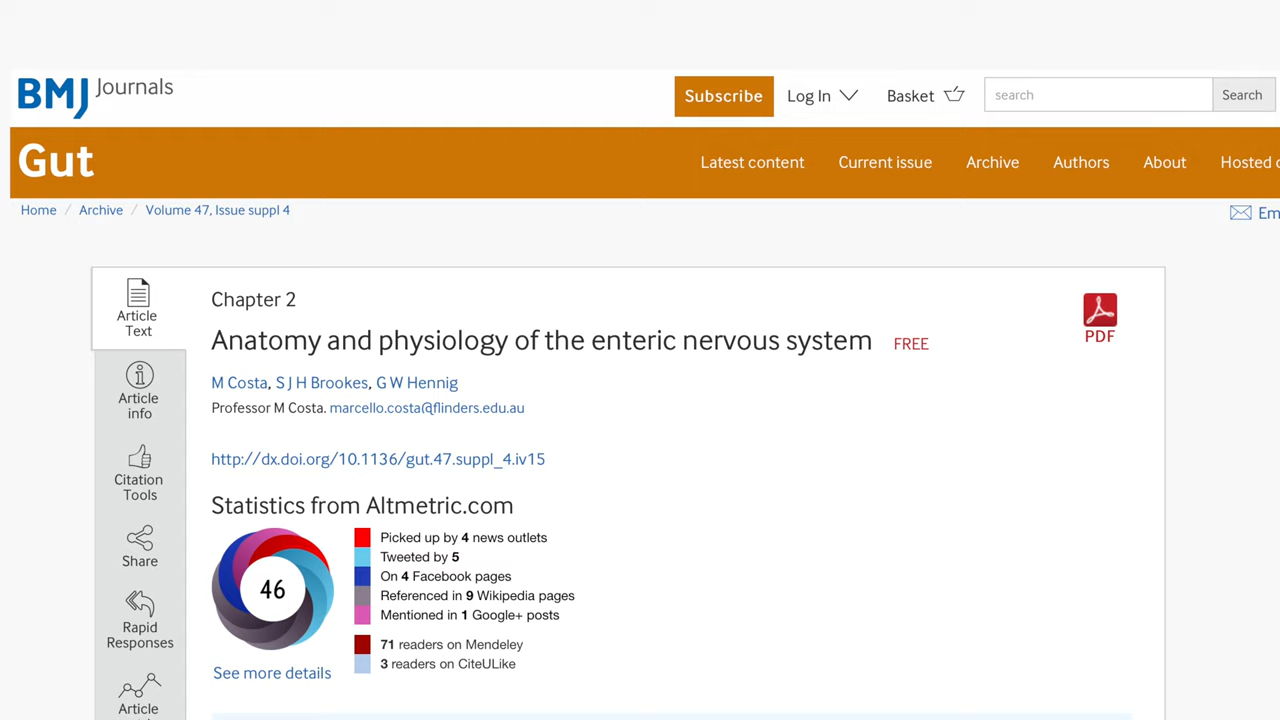 BMJ Journals
Subscribe Log In Basket search Search
Gut
Latest content Current issue Archive Authors About Hosted
Home / Archive / Volume 47, Issue suppl 4
Em
Article
Text
Chapter 2
PDF
Anatomy and physiology of the enteric nervous system FREE
M Costa, S J H Brookes, G W Hennig
Professor M Costa. marcello.costa@flinders.edu.au
Article
info
http://dx.doi.org/10.1136/gut.47.suppl_4.iv15
Citation
Tools
Statistics from Altmetric.com
46
Picked up by 4 news outlets
Tweeted by 5
On 4 Facebook pages
Referenced in 9 Wikipedia pages
Mentioned in 1 Google+ posts
71 readers on Mendeley
3 readers on CiteULike
See more details
Share
Rapid
Responses
Article